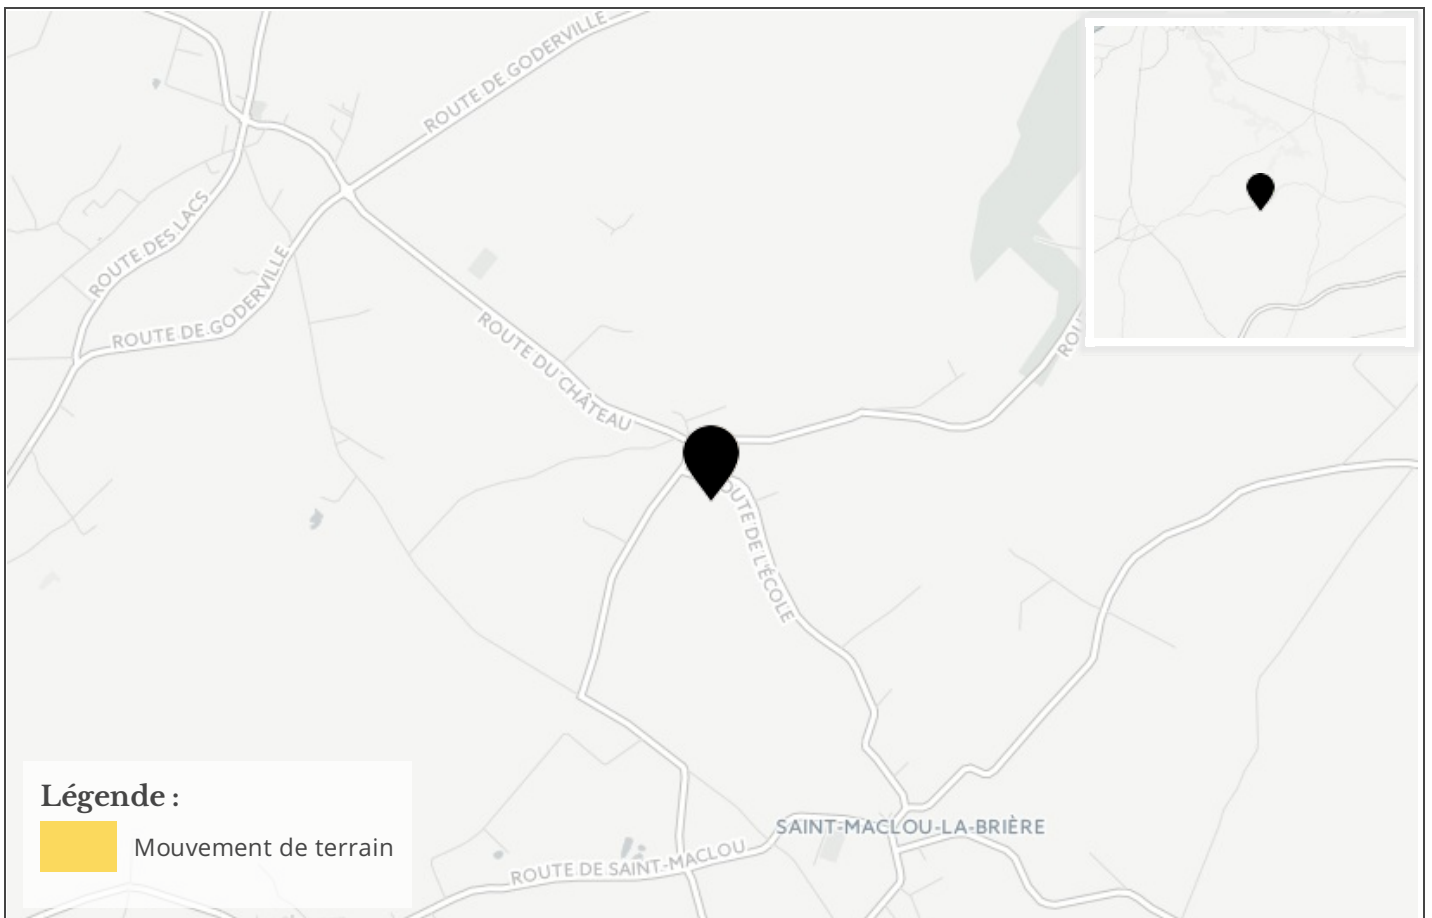 ROUTE DE GODERVILLE
ROUTE DES LACS
ROUTE DE GODERVILLE
ROUTE DU CHÂTEAU
ROU
OUTE DE L'ÉCOLE
Légende :
Mouvement de terrain
SAINT-MACLOU-LA-BRIÈRE
ROUTE DE SAINT-MACLOU